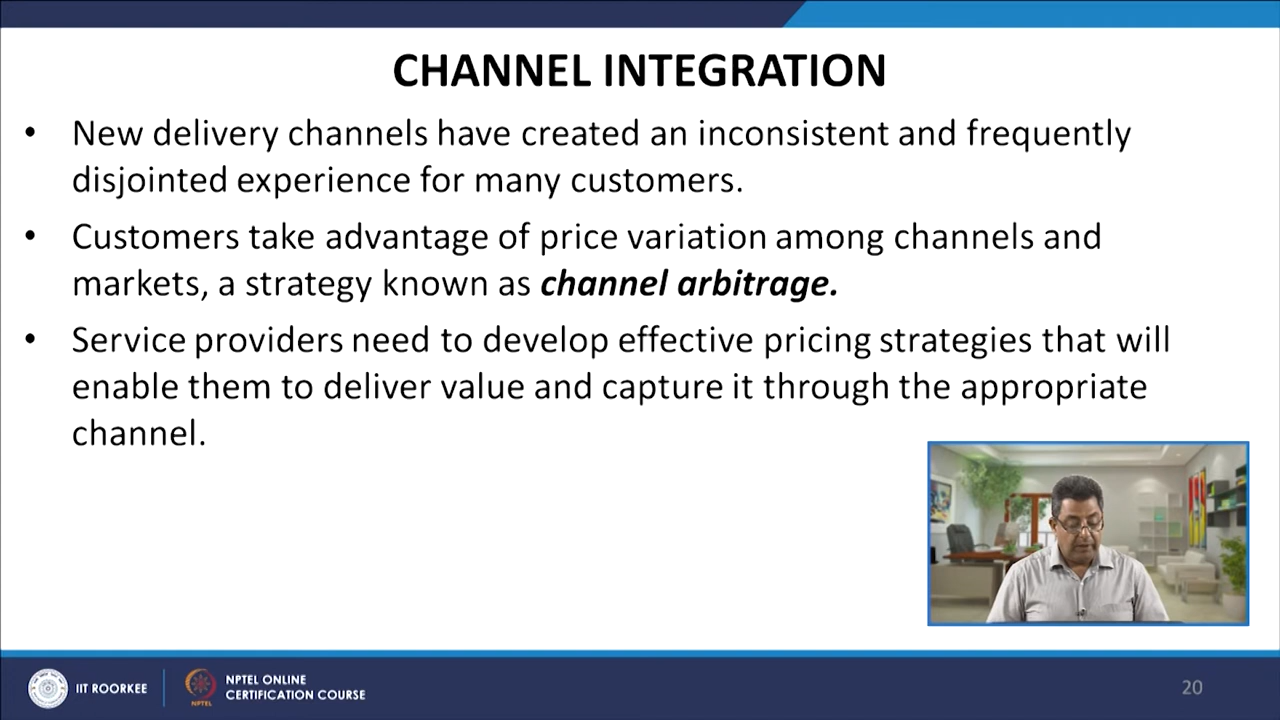 CHANNEL INTEGRATION
• New delivery channels have created an inconsistent and frequently
disjointed experience for many customers.
• Customers take advantage of price variation among channels and
markets, a strategy known as channel arbitrage.
• Service providers need to develop effective pricing strategies that will
enable them to deliver value and capture it through the appropriate
channel.
IIT ROORKEE
NPTEL
NPTEL ONLINE
CERTIFICATION COURSE
20